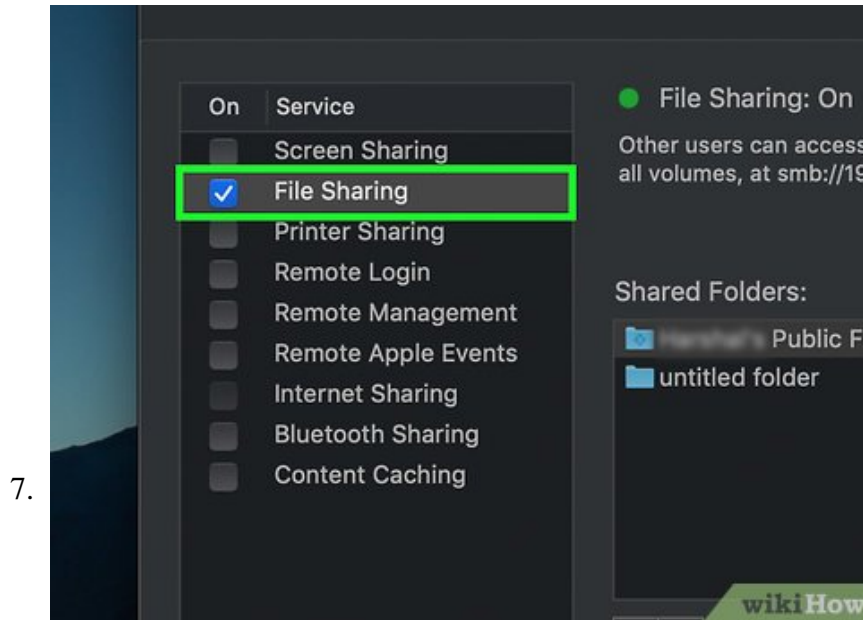 On Service
Screen Sharing
File Sharing
Printer Sharing
Remote Login
Remote Management
Remote Apple Events
Internet Sharing
Bluetooth Sharing
Content Caching
File Sharing: On
Other users can access
all volumes, at smb://19
Shared Folders:
Public F
untitled folder
7.
wikiHow